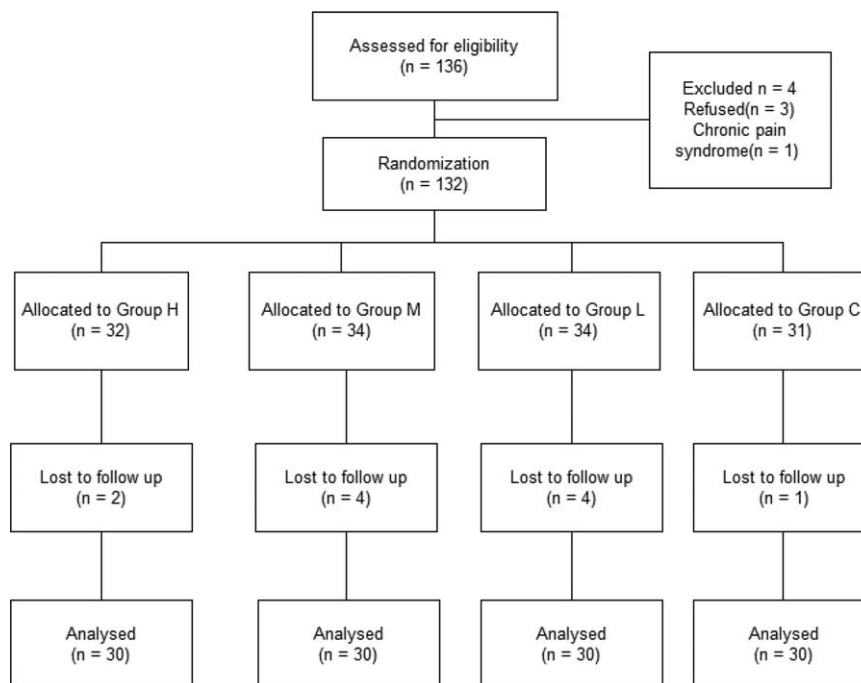 Assessed for eligibility
(n = 136)
Excluded n = 4
Refused(n = 3)
Chronic pain
syndrome(n = 1)
Randomization
(n = 132)
Allocated to Group H
(n = 32)
Allocated to Group M
(n = 34)
Allocated to Group L
(n = 34)
Allocated to Group C
(n = 31)
Lost to follow up
(n = 2)
Lost to follow up
(n = 4)
Lost to follow up
(n = 4)
Lost to follow up
(n = 1)
Analysed
(n = 30)
Analysed
(n = 30)
Analysed
(n = 30)
Analysed
(n = 30)